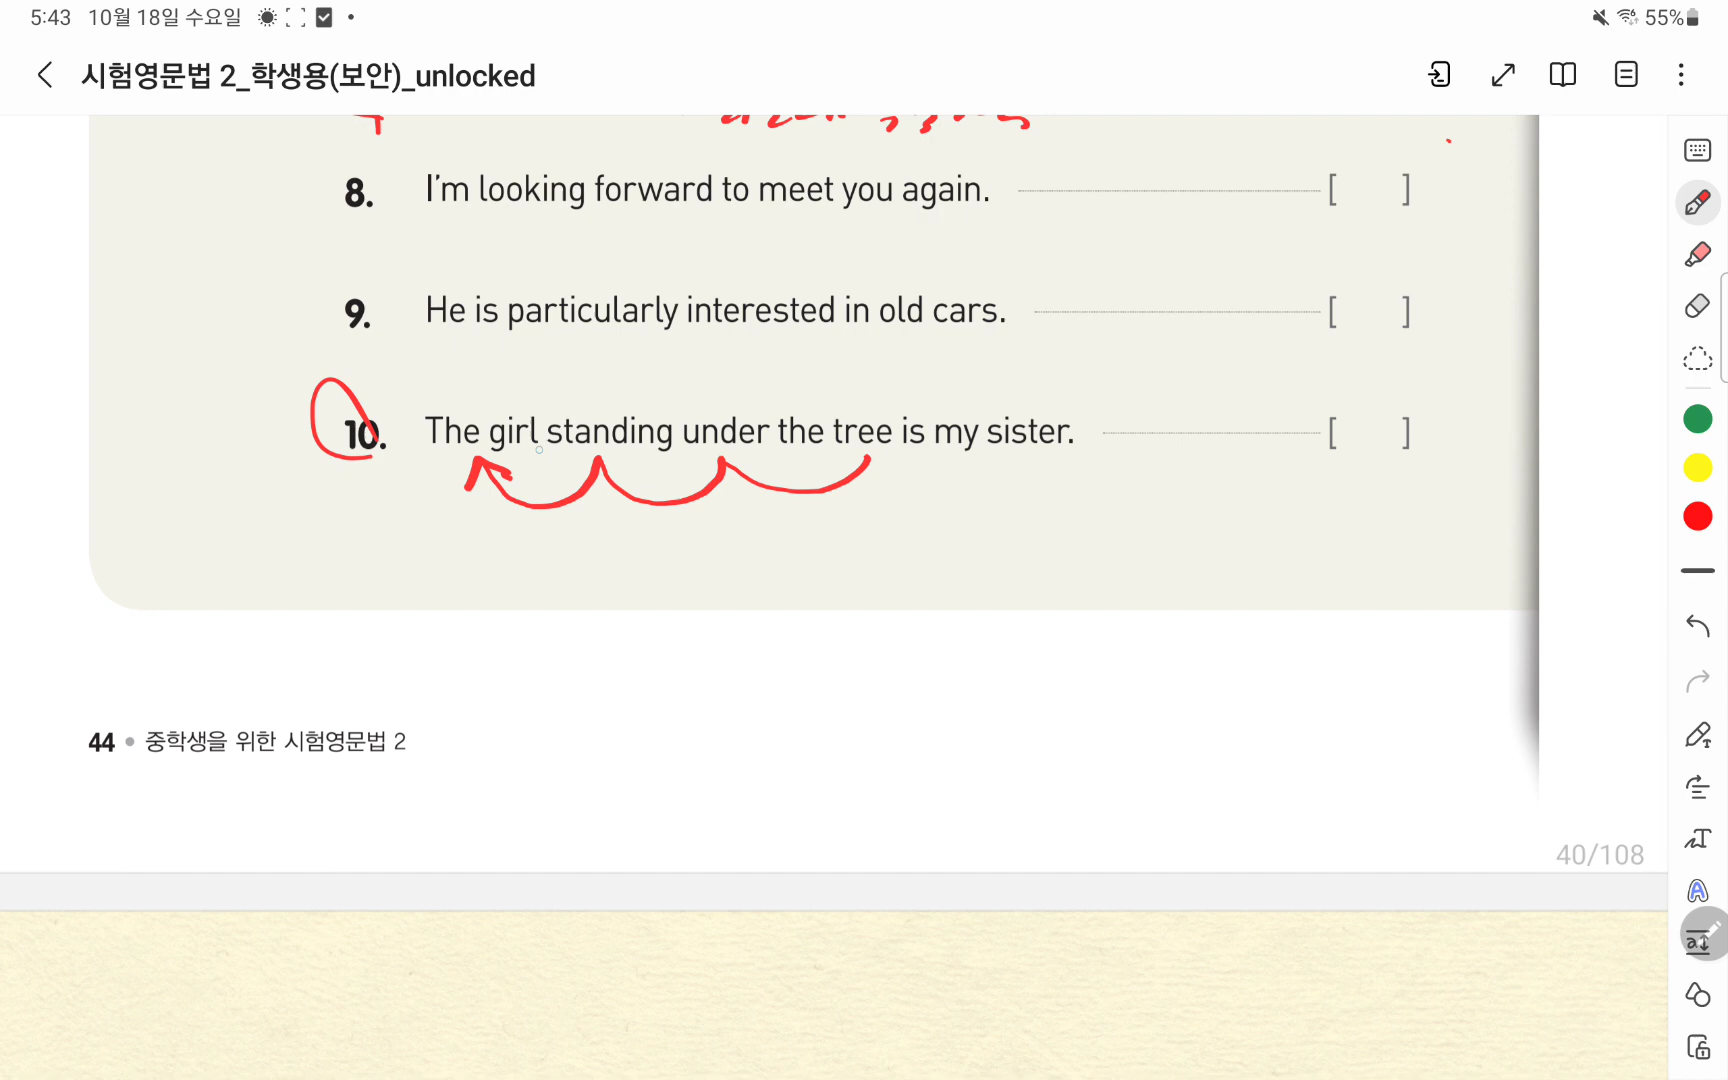 5:43 10월 18일 수요일 55%
시험영문법 2_학생용(보안)_unlocked
8. I'm looking forward to meet you again. [ ]
9. He is particularly interested in old cars. [ ]
10. The girl standing under the tree is my sister. [ ]
44 • 중학생을 위한 시험영문법 2
40/108